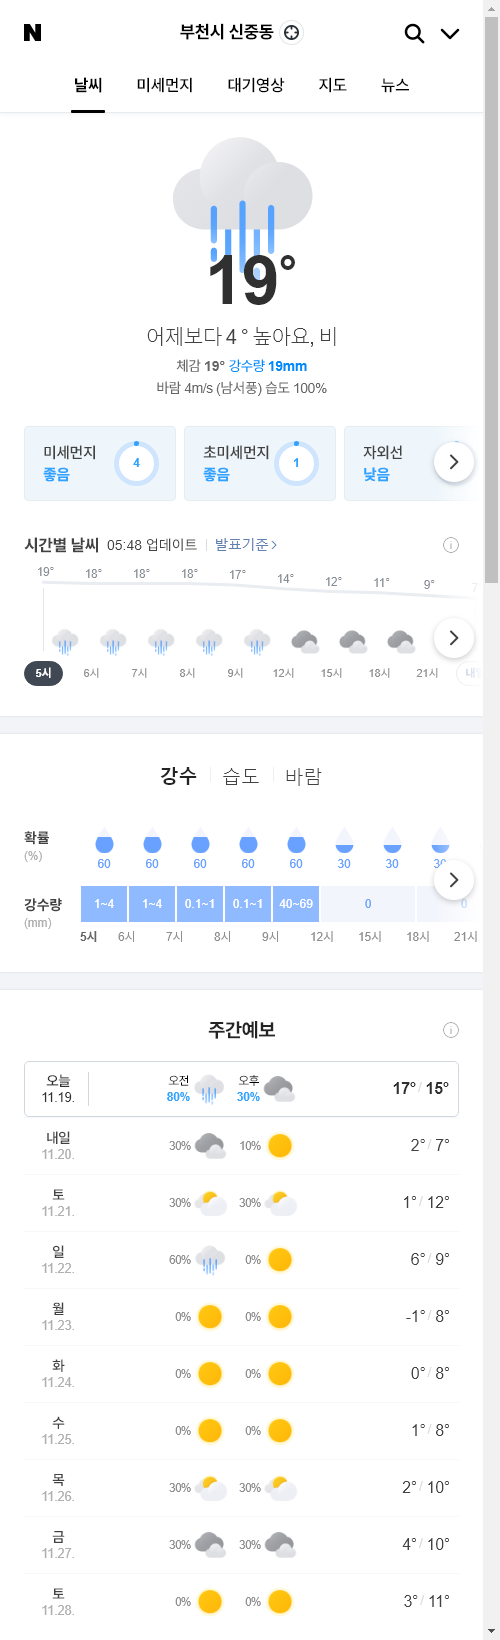 N 부천시 신중동
날씨 미세먼지 대기영상 지도 뉴스
19°
어제보다 4 ° 높아요, 비
체감 19° 강수량 19mm
바람 4m/s (남서풍) 습도 100%
미세먼지 좋음 4
초미세먼지 좋음 1
자외선 낮음
시간별 날씨 05:48 업데이트 발표기준
19° 18° 18° 18° 17° 14° 12° 11° 9° 7
5시 6시 7시 8시 9시 12시 15시 18시 21시
강수 습도 바람
확률 (%)
60 60 60 60 60 30 30 30
강수량 (mm)
1~4 1~4 0.1~1 0.1~1 40~69 0 0
5시 6시 7시 8시 9시 12시 15시 18시 21시
주간예보
오늘 11.19. 오전 80% 오후 30% 17° / 15°
내일 11.20. 30% 10% 2° / 7°
토 11.21. 30% 30% 1° / 12°
일 11.22. 60% 0% 6° / 9°
월 11.23. 0% 0% -1° / 8°
화 11.24. 0% 0% 0° / 8°
수 11.25. 0% 0% 1° / 8°
목 11.26. 30% 30% 2° / 10°
금 11.27. 30% 30% 4° / 10°
토 11.28. 0% 0% 3° / 11°